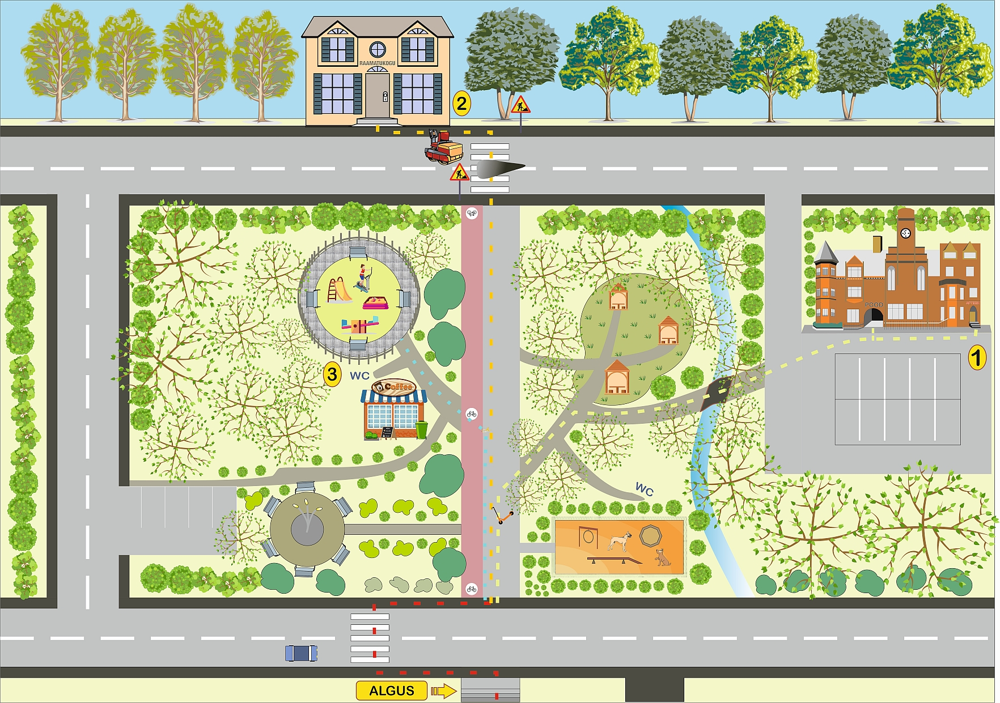 RAAMATUKOGU
2
POOD
APTEEK
1
3
WC
Coffee
WC
ALGUS